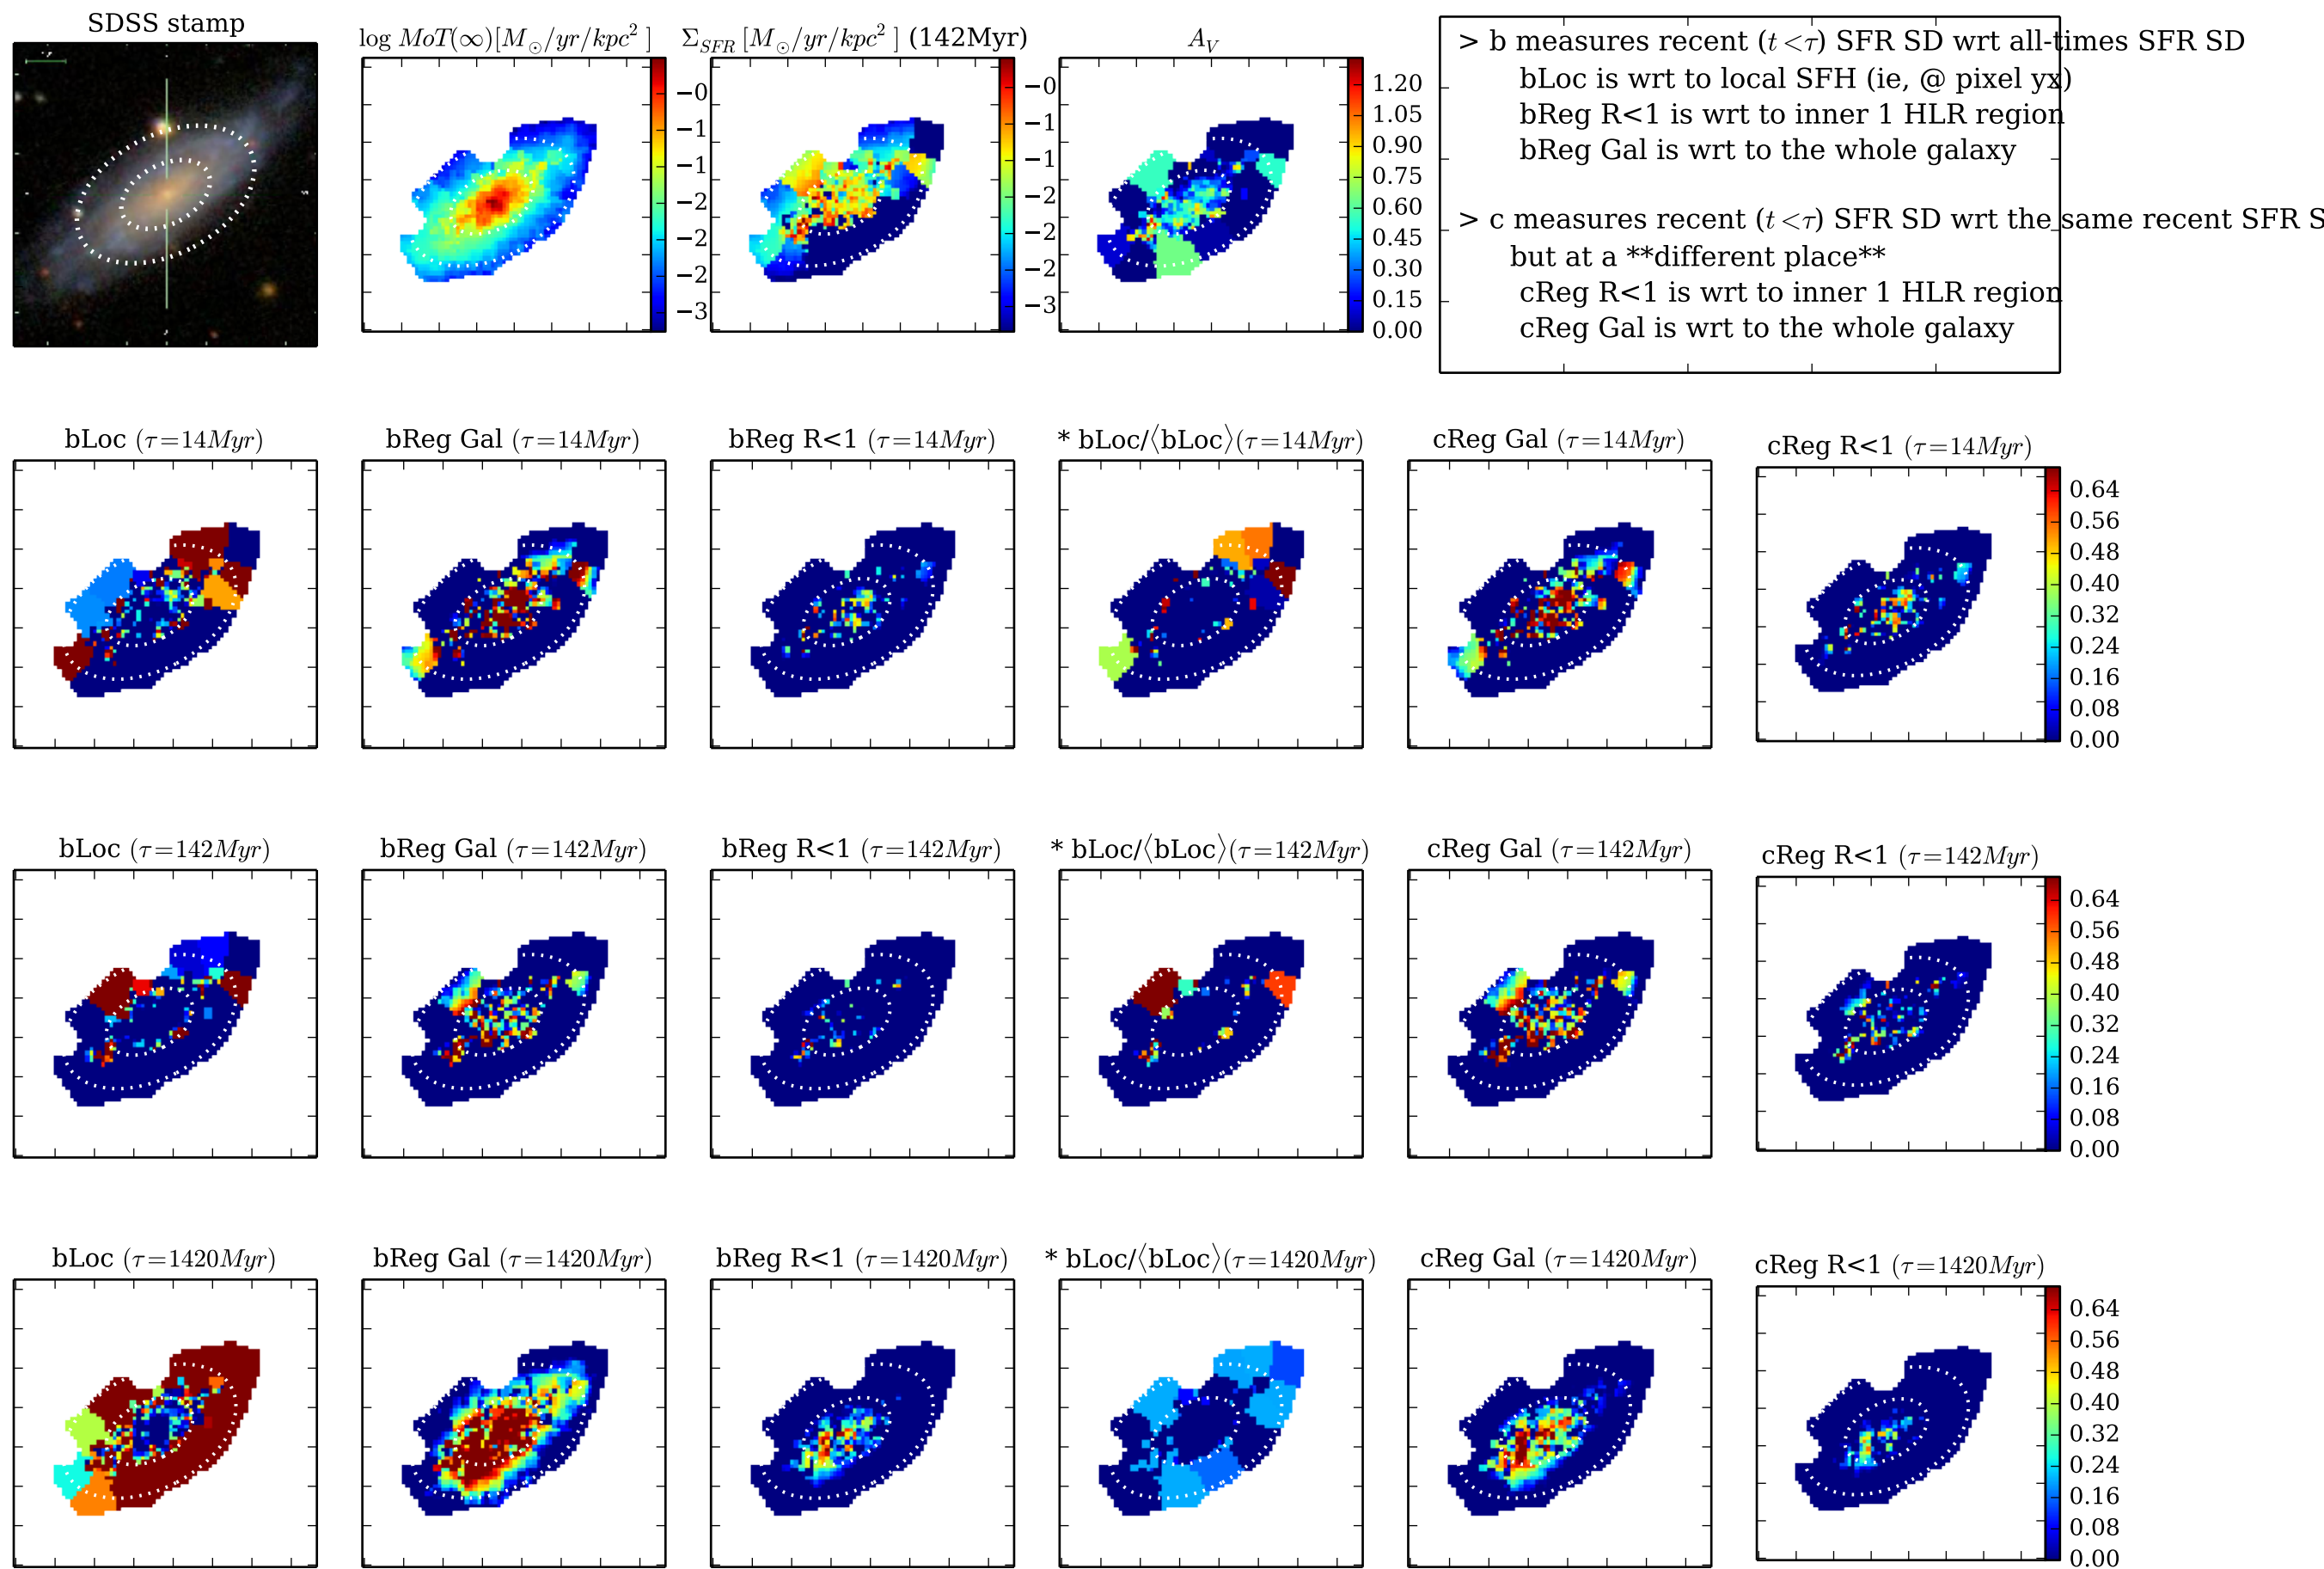 SDSS stamp
log MoT(∞)[M⊙/yr/kpc²]
Σ_SFR [M⊙/yr/kpc²] (142Myr)
A_V
−0
−1
−1
−2
−2
−2
−3
−0
−1
−1
−2
−2
−2
−3
1.20
1.05
0.90
0.75
0.60
0.45
0.30
0.15
0.00
> b measures recent (t<τ) SFR SD wrt all-times SFR SD
bLoc is wrt to local SFH (ie, @ pixel yx)
bReg R<1 is wrt to inner 1 HLR region
bReg Gal is wrt to the whole galaxy
> c measures recent (t<τ) SFR SD wrt the same recent SFR S
but at a **different place**
cReg R<1 is wrt to inner 1 HLR region
cReg Gal is wrt to the whole galaxy
bLoc (τ=14Myr)
bReg Gal (τ=14Myr)
bReg R<1 (τ=14Myr)
* bLoc/⟨bLoc⟩(τ=14Myr)
cReg Gal (τ=14Myr)
cReg R<1 (τ=14Myr)
0.64
0.56
0.48
0.40
0.32
0.24
0.16
0.08
0.00
bLoc (τ=142Myr)
bReg Gal (τ=142Myr)
bReg R<1 (τ=142Myr)
* bLoc/⟨bLoc⟩(τ=142Myr)
cReg Gal (τ=142Myr)
cReg R<1 (τ=142Myr)
0.64
0.56
0.48
0.40
0.32
0.24
0.16
0.08
0.00
bLoc (τ=1420Myr)
bReg Gal (τ=1420Myr)
bReg R<1 (τ=1420Myr)
* bLoc/⟨bLoc⟩(τ=1420Myr)
cReg Gal (τ=1420Myr)
cReg R<1 (τ=1420Myr)
0.64
0.56
0.48
0.40
0.32
0.24
0.16
0.08
0.00